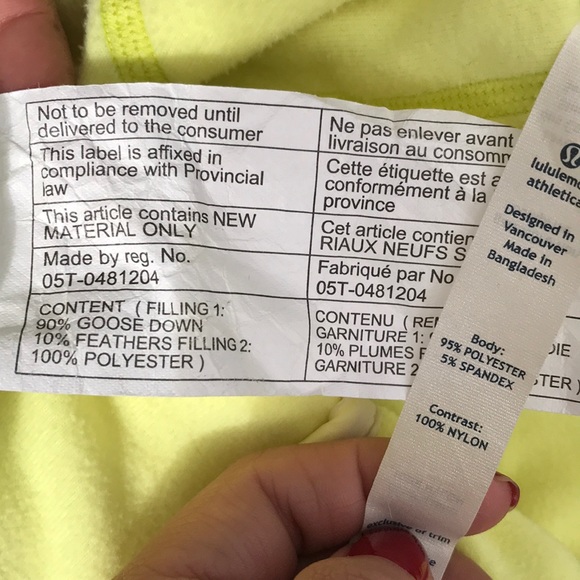 Not to be removed until
delivered to the consumer
This label is affixed in
compliance with Provincial
law
This article contains NEW
MATERIAL ONLY
Made by reg. No.
05T-0481204
CONTENT ( FILLING 1:
90% GOOSE DOWN
10% FEATHERS FILLING 2:
100% POLYESTER )
Ne pas enlever avant
livraison au
Cette étiquette est
conformément à la
province
Cet article
RIAUX NEUFS
Fabriqué par No
05T-0481204
CONTENU (
GARNITURE 1:
10% PLUMES
GARNITURE 2
lululemon
athletica
Designed in
Vancouver
Made in
Bangladesh
Body:
95% POLYESTER
5% SPANDEX
Contrast:
100% NYLON
of trim